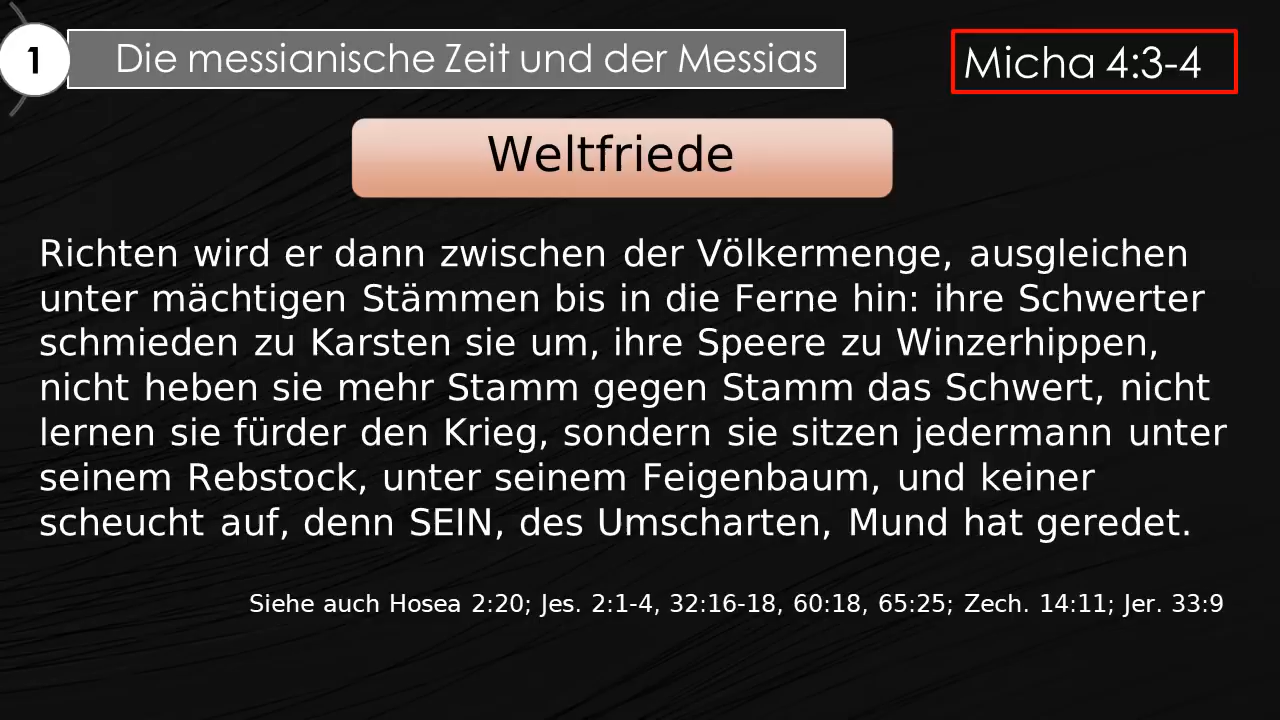 1
Die messianische Zeit und der Messias
Micha 4:3-4
Weltfriede
Richten wird er dann zwischen der Völkermenge, ausgleichen
unter mächtigen Stämmen bis in die Ferne hin: ihre Schwerter
schmieden zu Karsten sie um, ihre Speere zu Winzerhippen,
nicht heben sie mehr Stamm gegen Stamm das Schwert, nicht
lernen sie fürder den Krieg, sondern sie sitzen jedermann unter
seinem Rebstock, unter seinem Feigenbaum, und keiner
scheucht auf, denn SEIN, des Umscharten, Mund hat geredet.
Siehe auch Hosea 2:20; Jes. 2:1-4, 32:16-18, 60:18, 65:25; Zech. 14:11; Jer. 33:9